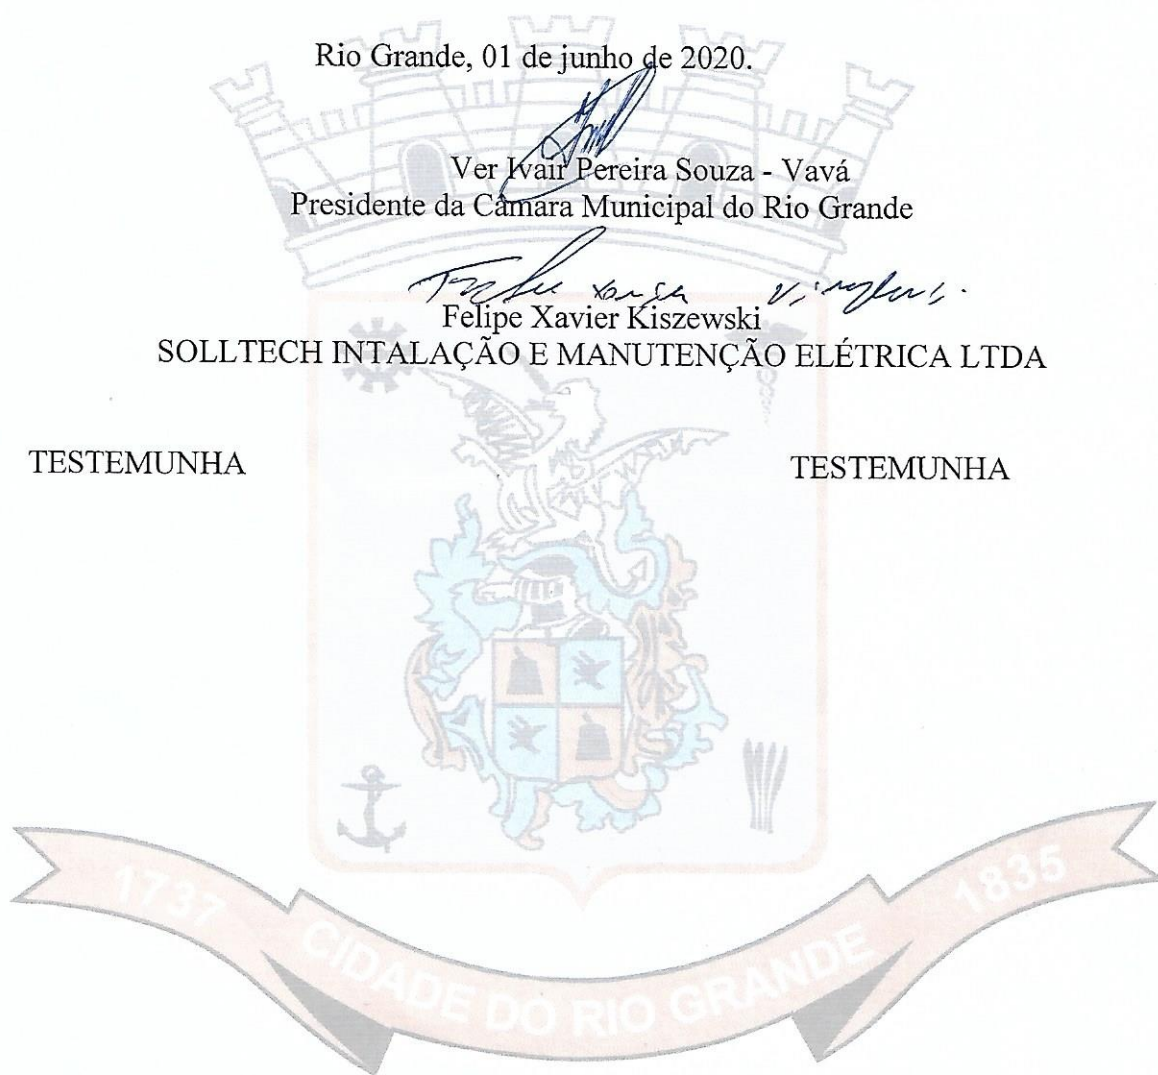 Rio Grande, 01 de junho de 2020.
Ver Ivair Pereira Souza - Vavá
Presidente da Câmara Municipal do Rio Grande
Felipe Xavier Kiszewski
SOLLTECH INTALAÇÃO E MANUTENÇÃO ELÉTRICA LTDA
TESTEMUNHA
TESTEMUNHA
1737 CIDADE DO RIO GRANDE 1835